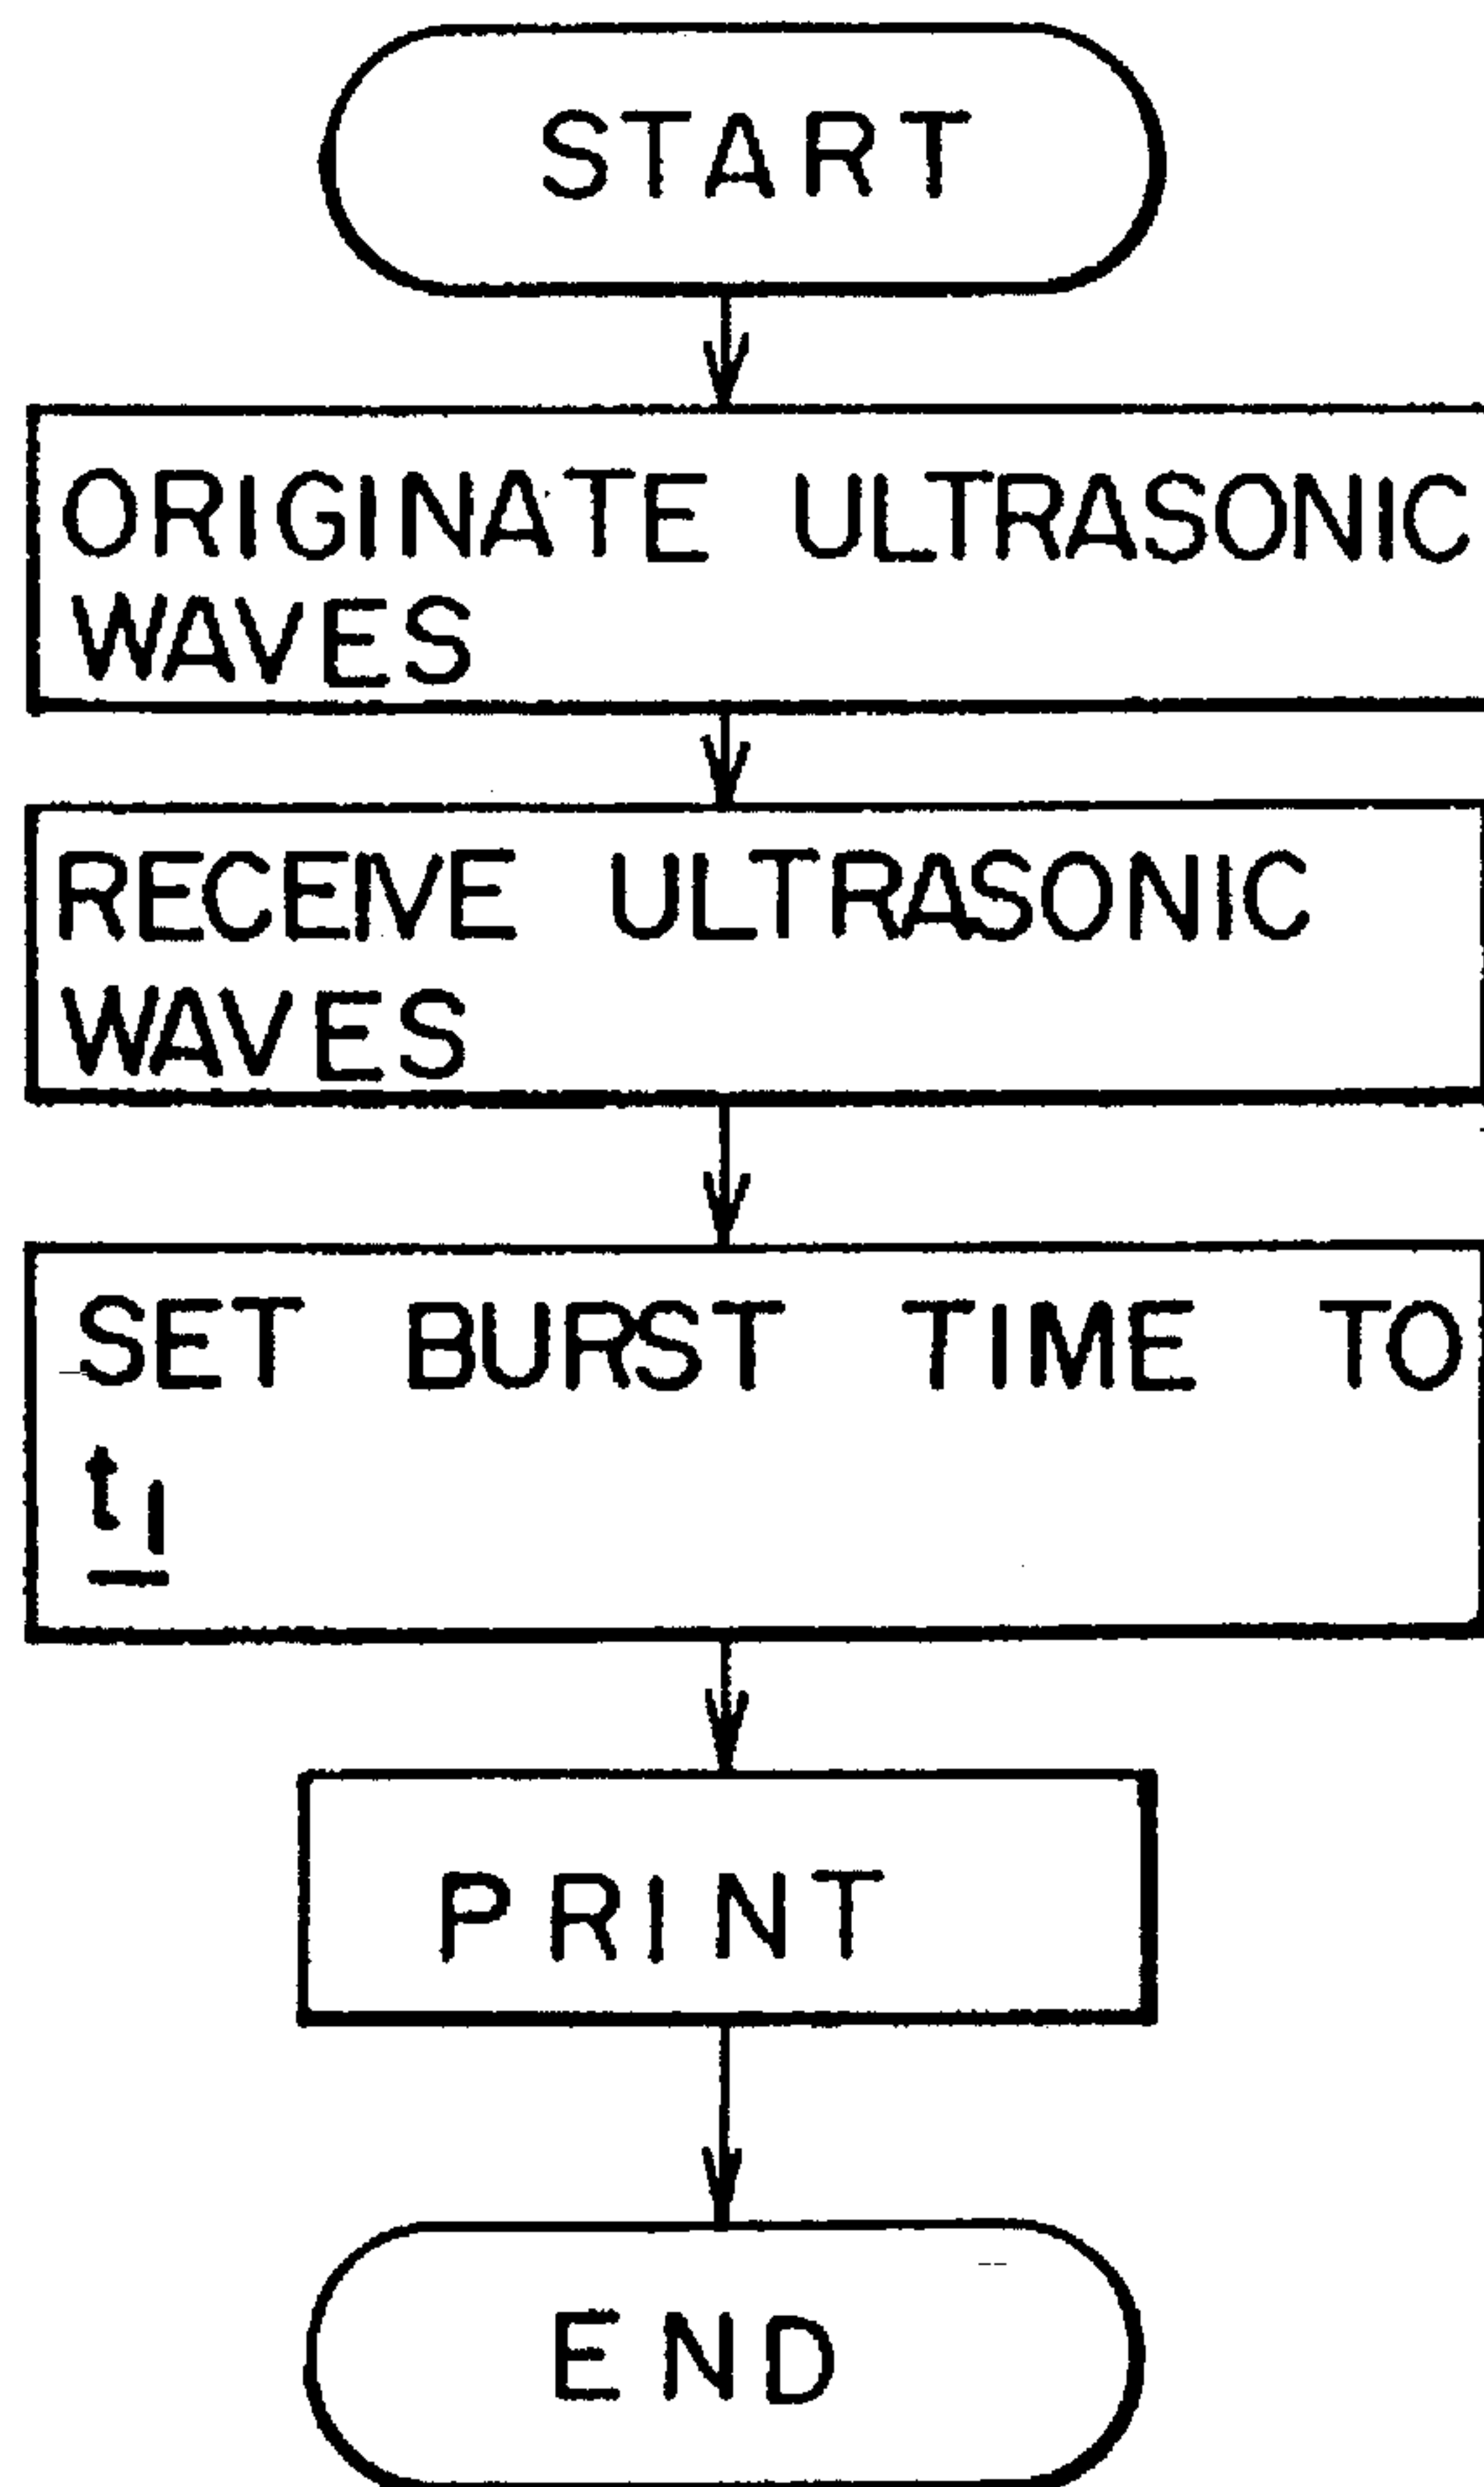 START
ORIGINATE ULTRASONIC
WAVES
RECEIVE ULTRASONIC
WAVES
SET BURST TIME TO
t₁
PRINT
END